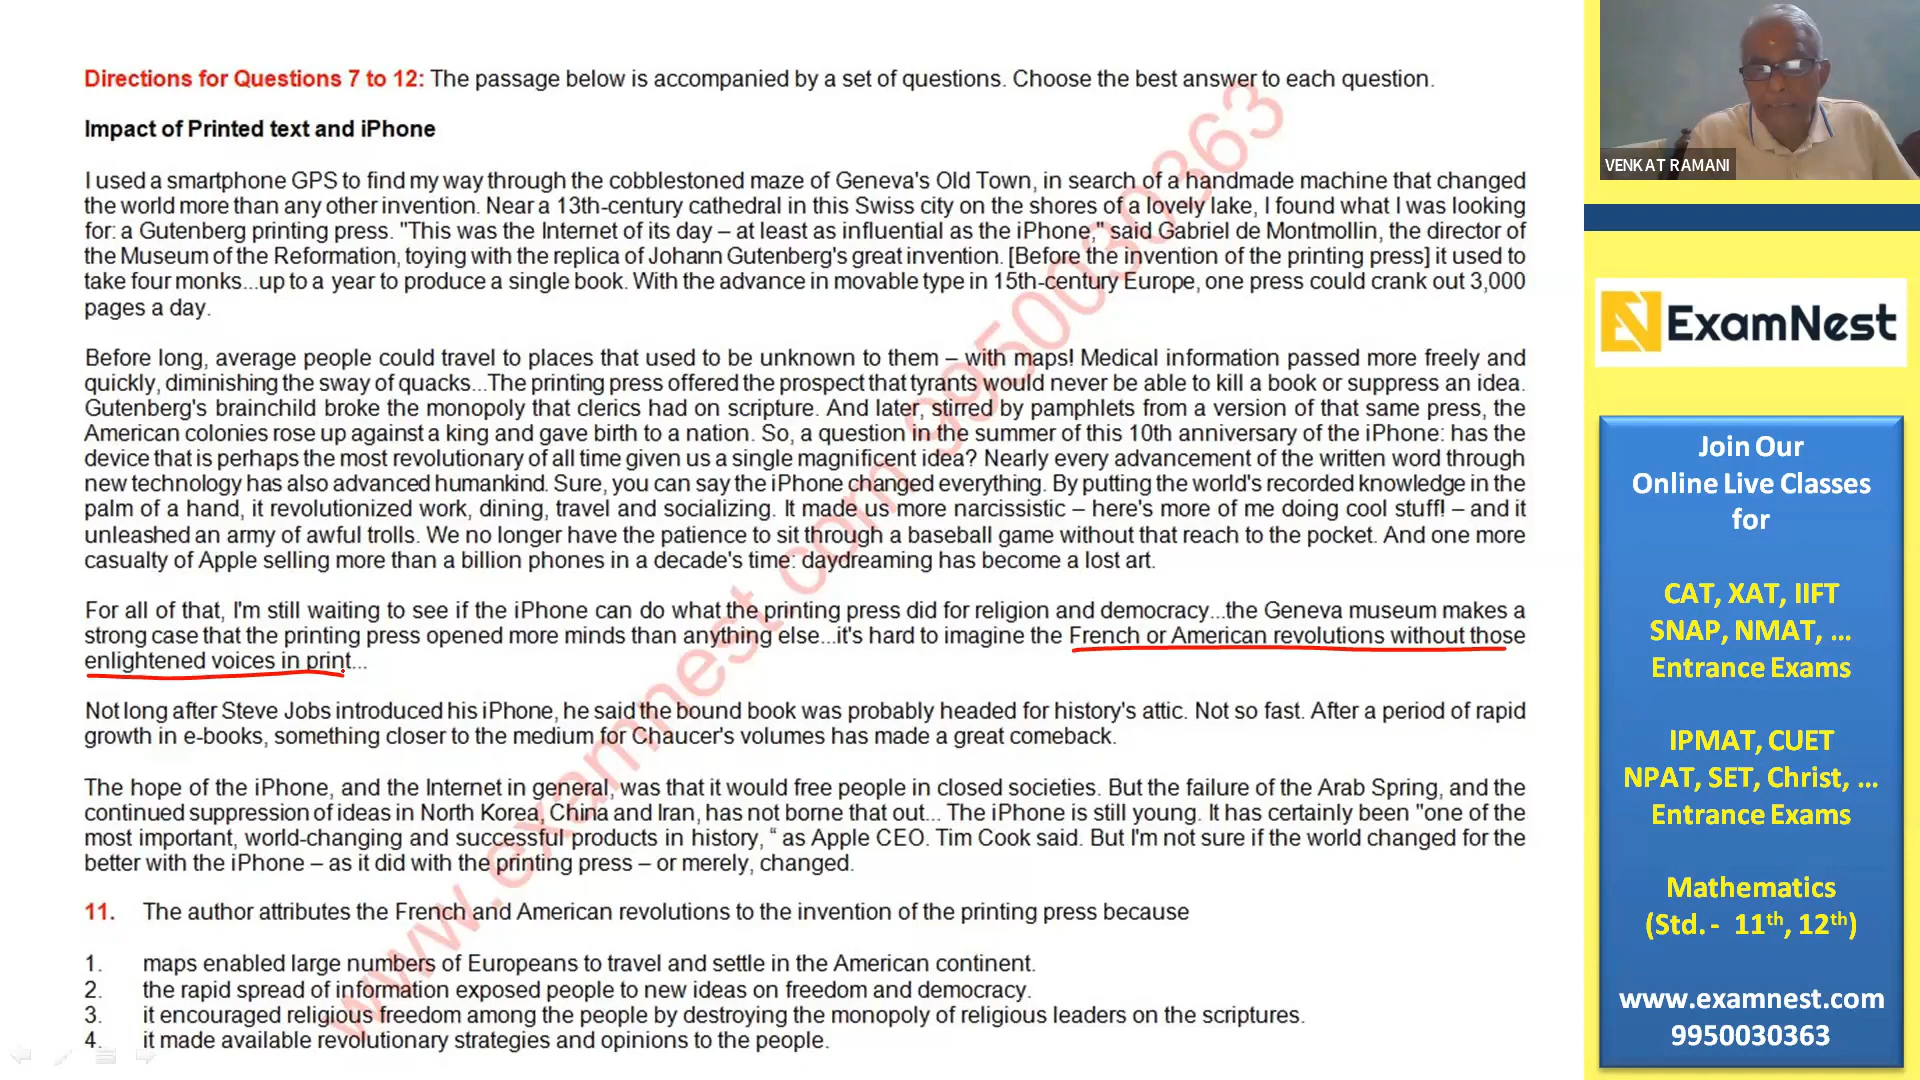 Directions for Questions 7 to 12: The passage below is accompanied by a set of questions. Choose the best answer to each question.
Impact of Printed text and iPhone
I used a smartphone GPS to find my way through the cobblestoned maze of Geneva's Old Town, in search of a handmade machine that changed
the world more than any other invention. Near a 13th-century cathedral in this Swiss city on the shores of a lovely lake, I found what I was looking
for: a Gutenberg printing press. "This was the Internet of its day – at least as influential as the iPhone," said Gabriel de Montmollin, the director of
the Museum of the Reformation, toying with the replica of Johann Gutenberg's great invention. [Before the invention of the printing press] it used to
take four monks...up to a year to produce a single book. With the advance in movable type in 15th-century Europe, one press could crank out 3,000
pages a day.
Before long, average people could travel to places that used to be unknown to them – with maps! Medical information passed more freely and
quickly, diminishing the sway of quacks...The printing press offered the prospect that tyrants would never be able to kill a book or suppress an idea.
Gutenberg's brainchild broke the monopoly that clerics had on scripture. And later, stirred by pamphlets from a version of that same press, the
American colonies rose up against a king and gave birth to a nation. So, a question in the summer of this 10th anniversary of the iPhone: has the
device that is perhaps the most revolutionary of all time given us a single magnificent idea? Nearly every advancement of the written word through
new technology has also advanced humankind. Sure, you can say the iPhone changed everything. By putting the world's recorded knowledge in the
palm of a hand, it revolutionized work, dining, travel and socializing. It made us more narcissistic – here's more of me doing cool stuff! – and it
unleashed an army of awful trolls. We no longer have the patience to sit through a baseball game without that reach to the pocket. And one more
casualty of Apple selling more than a billion phones in a decade's time: daydreaming has become a lost art.
For all of that, I'm still waiting to see if the iPhone can do what the printing press did for religion and democracy...the Geneva museum makes a
strong case that the printing press opened more minds than anything else...it's hard to imagine the French or American revolutions without those
enlightened voices in print...
Not long after Steve Jobs introduced his iPhone, he said the bound book was probably headed for history's attic. Not so fast. After a period of rapid
growth in e-books, something closer to the medium for Chaucer's volumes has made a great comeback.
The hope of the iPhone, and the Internet in general, was that it would free people in closed societies. But the failure of the Arab Spring, and the
continued suppression of ideas in North Korea, China and Iran, has not borne that out... The iPhone is still young. It has certainly been "one of the
most important, world-changing and successful products in history, “ as Apple CEO. Tim Cook said. But I'm not sure if the world changed for the
better with the iPhone – as it did with the printing press – or merely, changed.
11. The author attributes the French and American revolutions to the invention of the printing press because
1. maps enabled large numbers of Europeans to travel and settle in the American continent.
2. the rapid spread of information exposed people to new ideas on freedom and democracy.
3. it encouraged religious freedom among the people by destroying the monopoly of religious leaders on the scriptures.
4. it made available revolutionary strategies and opinions to the people.
www.examnest.com 9950030363
VENKAT RAMANI
ExamNest
Join Our
Online Live Classes
for
CAT, XAT, IIFT
SNAP, NMAT, ...
Entrance Exams
IPMAT, CUET
NPAT, SET, Christ, ...
Entrance Exams
Mathematics
(Std. - 11th, 12th)
www.examnest.com
9950030363